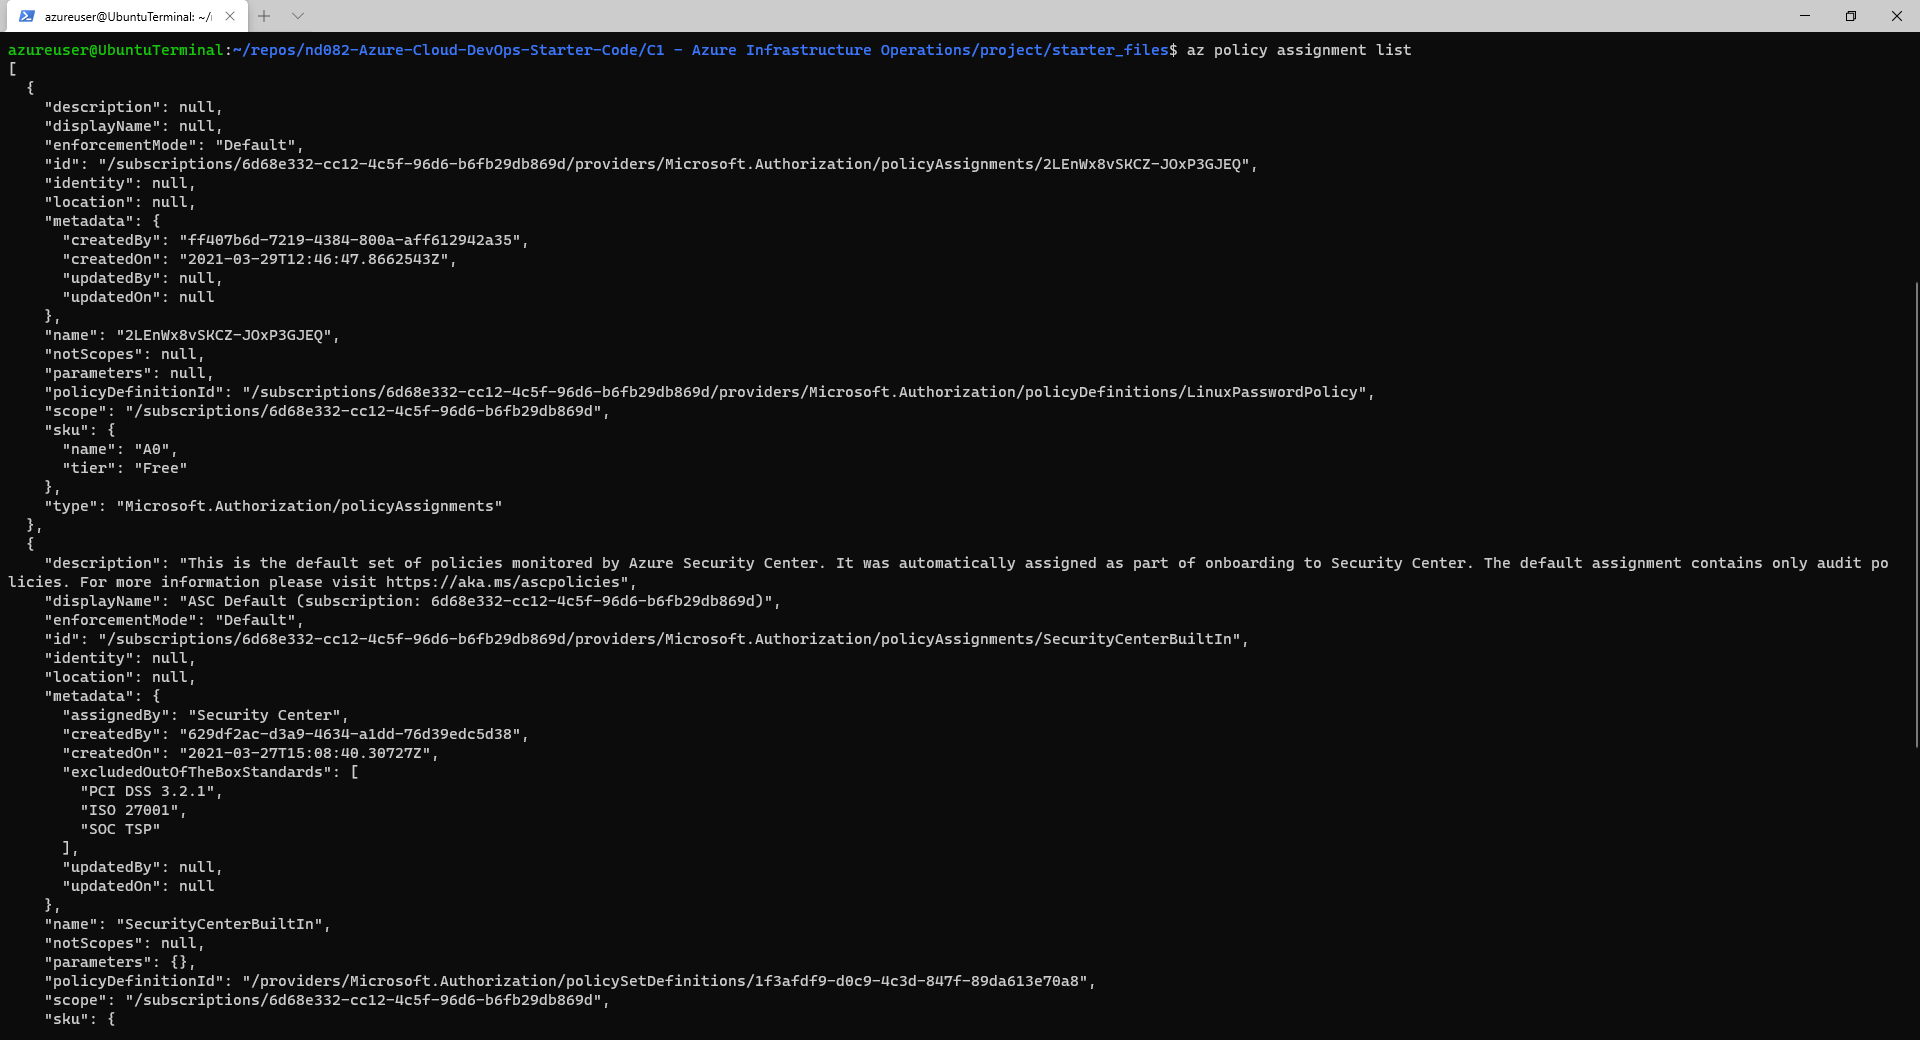 azureuser@UbuntuTerminal: ~/r
azureuser@UbuntuTerminal:~/repos/nd082-Azure-Cloud-DevOps-Starter-Code/C1 - Azure Infrastructure Operations/project/starter_files$ az policy assignment list
[
  {
    "description": null,
    "displayName": null,
    "enforcementMode": "Default",
    "id": "/subscriptions/6d68e332-cc12-4c5f-96d6-b6fb29db869d/providers/Microsoft.Authorization/policyAssignments/2LEnWx8vSKCZ-JOxP3GJEQ",
    "identity": null,
    "location": null,
    "metadata": {
      "createdBy": "ff407b6d-7219-4384-800a-aff612942a35",
      "createdOn": "2021-03-29T12:46:47.8662543Z",
      "updatedBy": null,
      "updatedOn": null
    },
    "name": "2LEnWx8vSKCZ-JOxP3GJEQ",
    "notScopes": null,
    "parameters": null,
    "policyDefinitionId": "/subscriptions/6d68e332-cc12-4c5f-96d6-b6fb29db869d/providers/Microsoft.Authorization/policyDefinitions/LinuxPasswordPolicy",
    "scope": "/subscriptions/6d68e332-cc12-4c5f-96d6-b6fb29db869d",
    "sku": {
      "name": "A0",
      "tier": "Free"
    },
    "type": "Microsoft.Authorization/policyAssignments"
  },
  {
    "description": "This is the default set of policies monitored by Azure Security Center. It was automatically assigned as part of onboarding to Security Center. The default assignment contains only audit po
licies. For more information please visit https://aka.ms/ascpolicies",
    "displayName": "ASC Default (subscription: 6d68e332-cc12-4c5f-96d6-b6fb29db869d)",
    "enforcementMode": "Default",
    "id": "/subscriptions/6d68e332-cc12-4c5f-96d6-b6fb29db869d/providers/Microsoft.Authorization/policyAssignments/SecurityCenterBuiltIn",
    "identity": null,
    "location": null,
    "metadata": {
      "assignedBy": "Security Center",
      "createdBy": "629df2ac-d3a9-4634-a1dd-76d39edc5d38",
      "createdOn": "2021-03-27T15:08:40.30727Z",
      "excludedOutOfTheBoxStandards": [
        "PCI DSS 3.2.1",
        "ISO 27001",
        "SOC TSP"
      ],
      "updatedBy": null,
      "updatedOn": null
    },
    "name": "SecurityCenterBuiltIn",
    "notScopes": null,
    "parameters": {},
    "policyDefinitionId": "/providers/Microsoft.Authorization/policySetDefinitions/1f3afdf9-d0c9-4c3d-847f-89da613e70a8",
    "scope": "/subscriptions/6d68e332-cc12-4c5f-96d6-b6fb29db869d",
    "sku": {